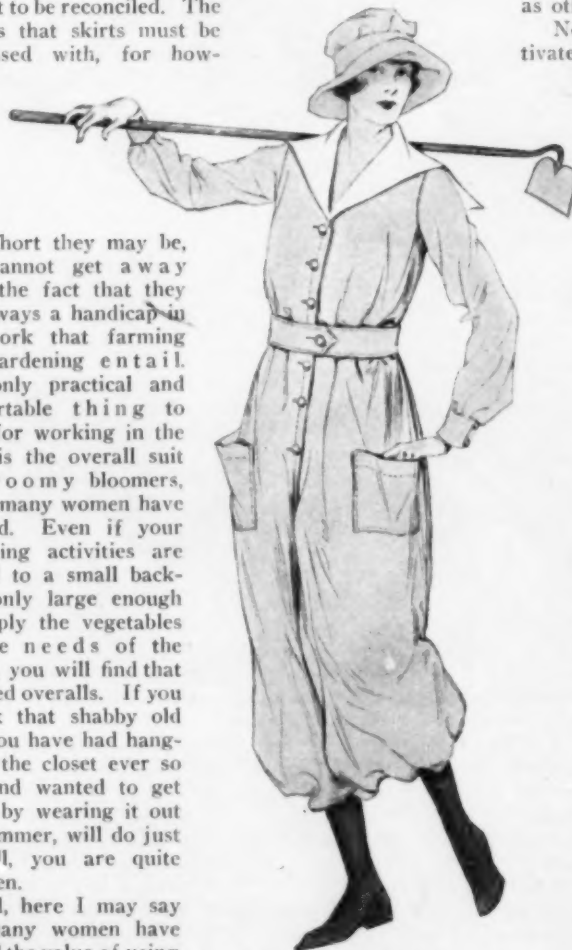 t to be reconciled. The
s that skirts must be
sed with, for how-
hort they may be,
annot get away
the fact that they
ways a handicap in
ork that farming
ardening entail.
only practical and
rtable thing to
for working in the
is the overall suit
oomy bloomers,
many women have
d. Even if your
ing activities are
to a small back-
only large enough
ply the vegetables
e needs of the
you will find that
ed overalls. If you
k that shabby old
ou have had hang-
the closet ever so
nd wanted to get
by wearing it out
mmer, will do just
l, you are quite
en.
l, here I may say
any women have
the value of using
as ot
No
tivate